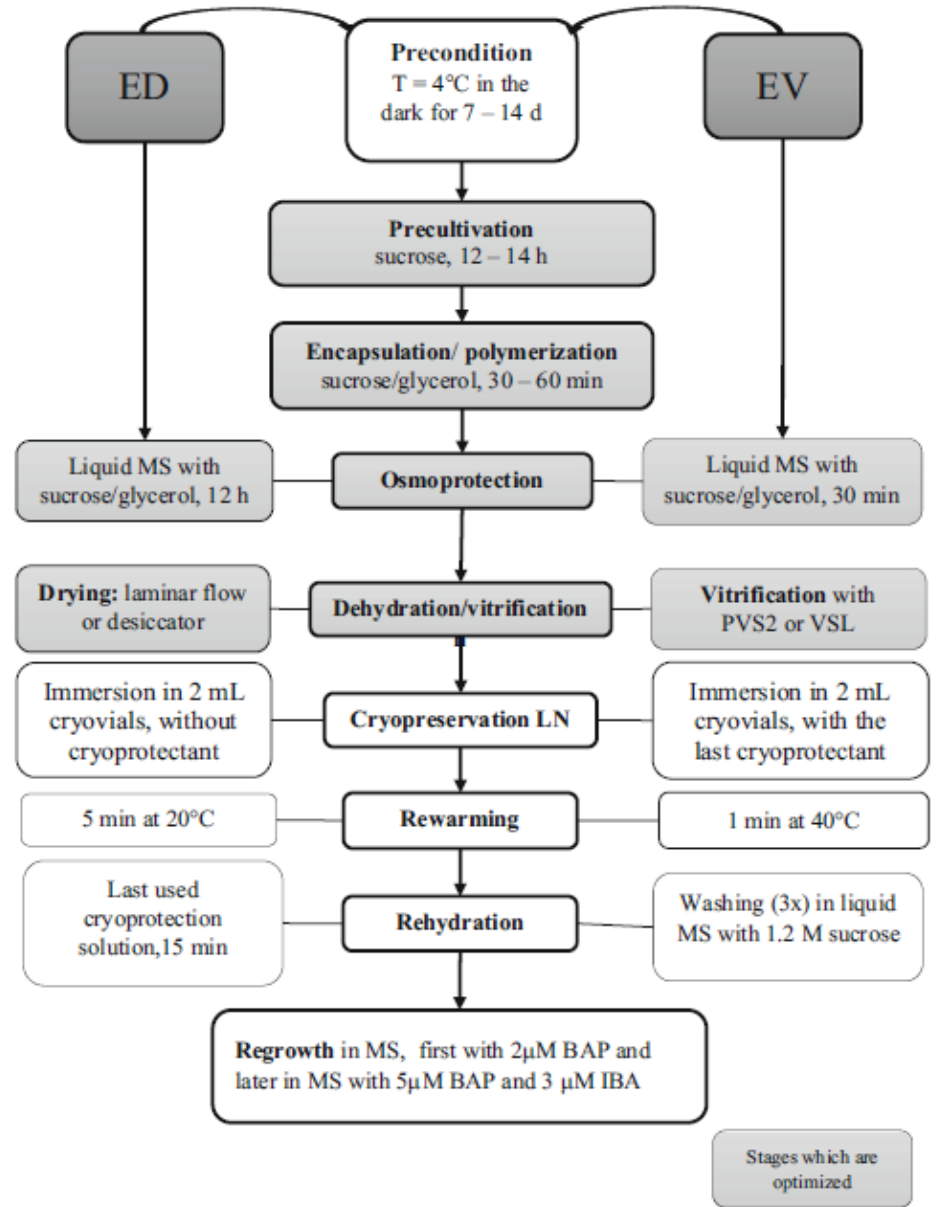 ED
Precondition
T = 4°C in the
dark for 7 – 14 d
EV
Precultivation
sucrose, 12 – 14 h
Encapsulation/ polymerization
sucrose/glycerol, 30 – 60 min
Liquid MS with
sucrose/glycerol, 12 h
Osmoprotection
Liquid MS with
sucrose/glycerol, 30 min
Drying: laminar flow
or desiccator
Dehydration/vitrification
Vitrification with
PVS2 or VSL
Immersion in 2 mL
cryovials, without
cryoprotectant
Cryopreservation LN
Immersion in 2 mL
cryovials, with the
last cryoprotectant
5 min at 20°C
Rewarming
1 min at 40°C
Last used
cryoprotection
solution,15 min
Rehydration
Washing (3x) in liquid
MS with 1.2 M sucrose
Regrowth in MS, first with 2μM BAP and
later in MS with 5μM BAP and 3 μM IBA
Stages which are
optimized